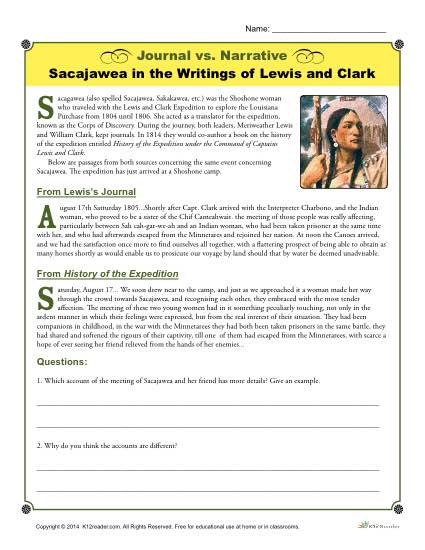 Name:
Journal vs. Narrative
Sacajawea in the Writings of Lewis and Clark
Sacagawea (also spelled Sacajawea, Sakakawea, etc.) was the Shoshone woman
who traveled with the Lewis and Clark Expedition to explore the Louisiana
Purchase from 1804 until 1806. She acted as a translator for the expedition,
known as the Corps of Discovery. During the journey, both leaders, Meriweather Lewis
and William Clark, kept journals. In 1814 they would co-author a book on the history
of the expedition entitled History of the Expedition under the Command of Captains
Lewis and Clark.
Below are passages from both sources concerning the same event concerning
Sacajawea. The expedition has just arrived at a Shoshone camp.
From Lewis's Journal
August 17th Satturday 1805...Shortly after Capt. Clark arrived with the Interpreter Charbono, and the Indian
woman, who proved to be a sister of the Chif Cameahwait. the meeting of those people was really affecting,
particularly between Sah cah-gar-we-ah and an Indian woman, who had been taken prisoner at the same time
with her, and who had afterwards escaped from the Minnetares and rejoined her nation. At noon the Canoes arrived,
and we had the satisfaction once more to find ourselves all together, with a flattering prospect of being able to obtain as
many horses shortly as would enable us to prosicute our voyage by land should that by water be deemed unadvisable.
From History of the Expedition
Saturday, August 17... We soon drew near to the camp, and just as we approached it a woman made her way
through the crowd towards Sacajawea, and recognising each other, they embraced with the most tender
affection. The meeting of these two young women had in it something peculiarly touching, not only in the
ardent manner in which their feelings were expressed, but from the real interest of their situation. They had been
companions in childhood, in the war with the Minnetarees they had both been taken prisoners in the same battle, they
had shared and softened the rigours of their captivity, till one of them had escaped from the Minnetarees, with scarce a
hope of ever seeing her friend relieved from the hands of her enemies...
Questions:
1. Which account of the meeting of Sacajawea and her friend has more details? Give an example.
2. Why do you think the accounts are different?
Copyright © 2014 K12reader.com. All Rights Reserved. Free for educational use at home or in classrooms.
K12Reader